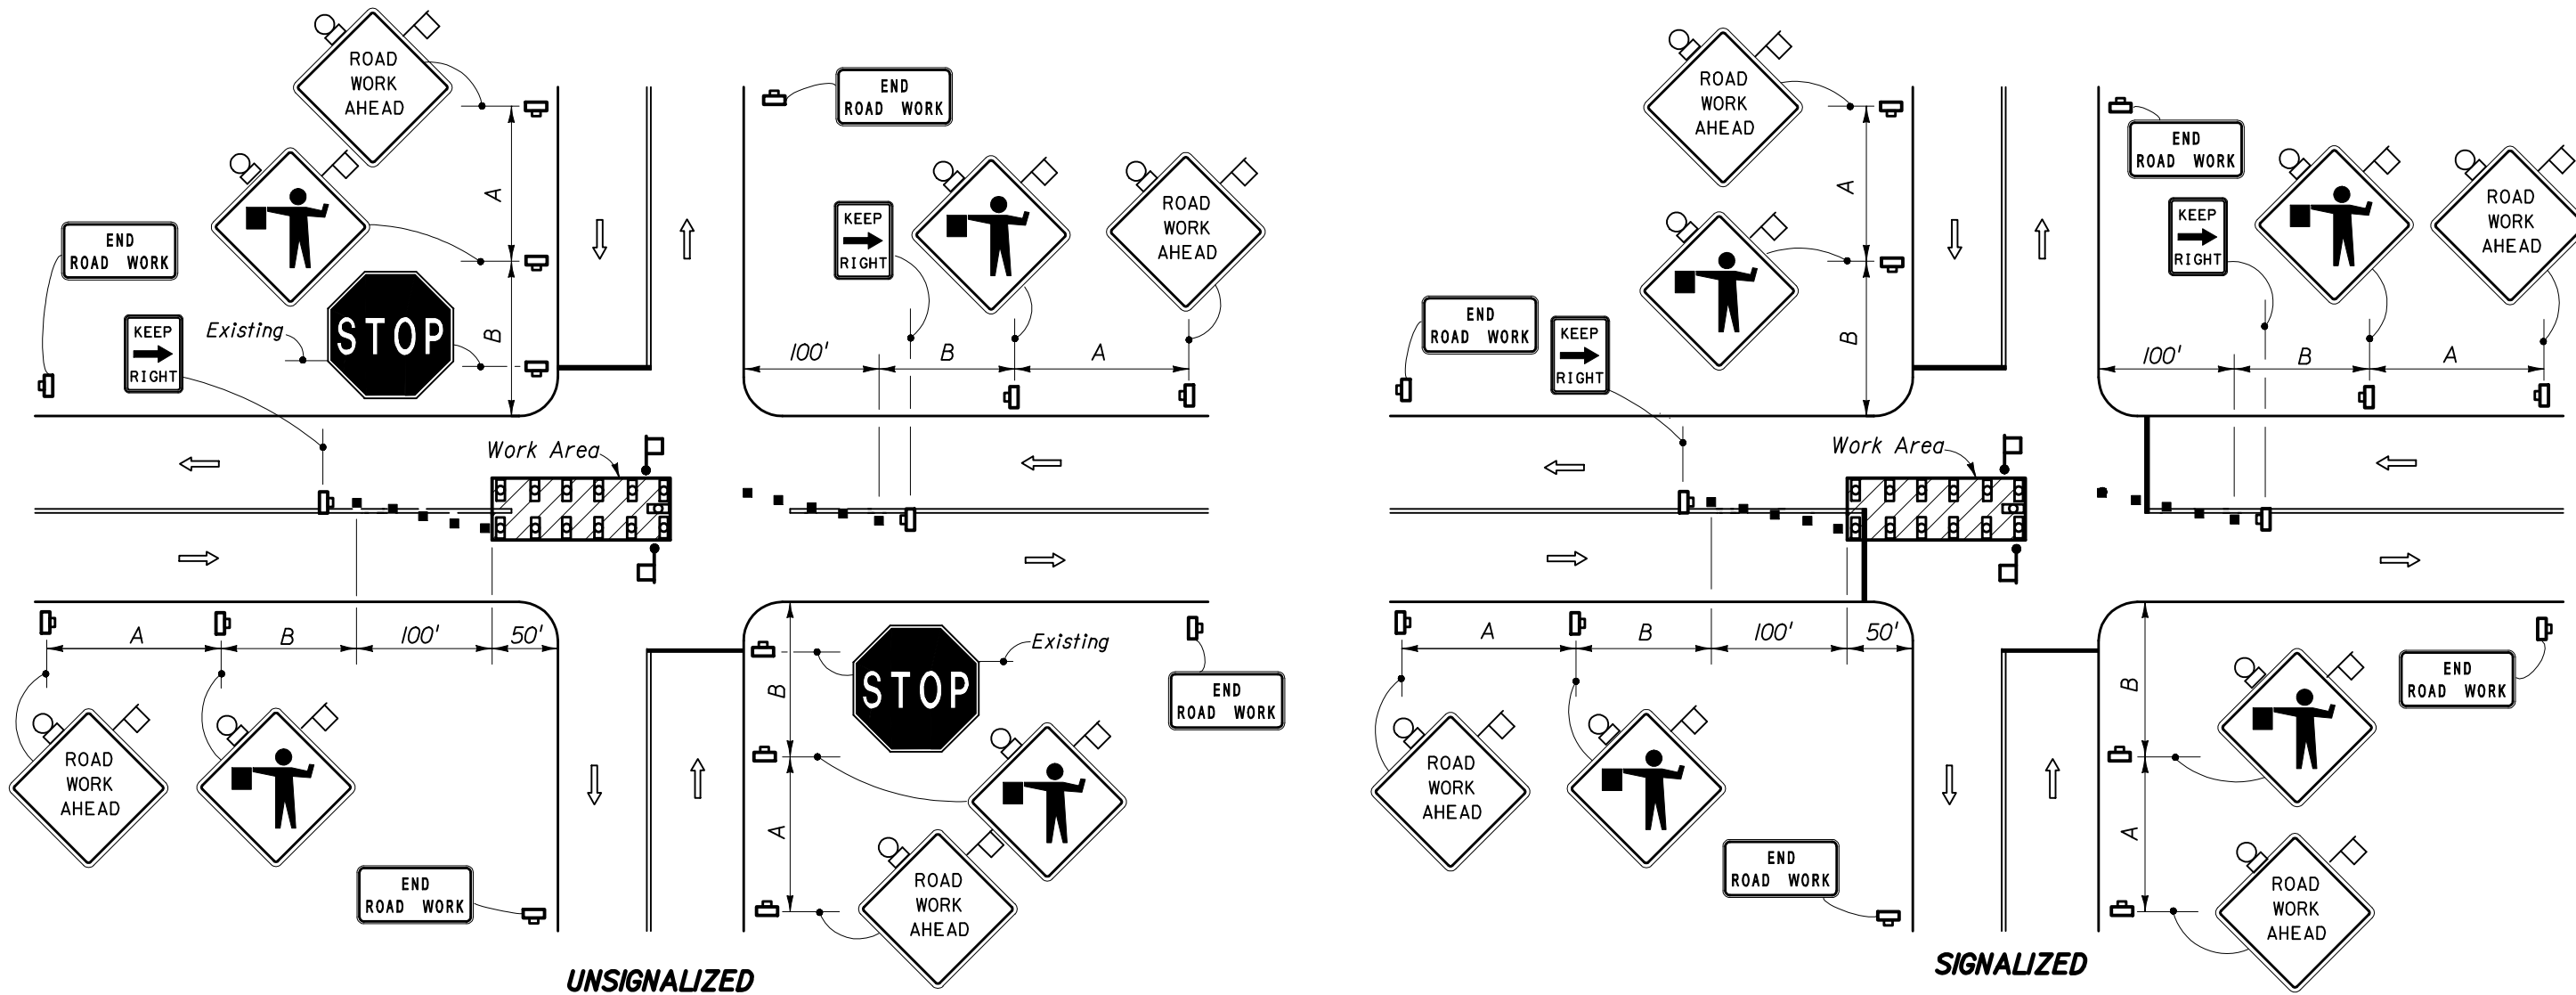 ROAD
WORK
AHEAD
END
ROAD WORK
A
KEEP
RIGHT
ROAD
WORK
AHEAD
END
ROAD WORK
KEEP
RIGHT
Existing
STOP
B
100'
B
A
Work Area
A
B
100'
50'
B
STOP
Existing
END
ROAD WORK
ROAD
WORK
AHEAD
A
END
ROAD WORK
ROAD
WORK
AHEAD
UNSIGNALIZED
ROAD
WORK
AHEAD
END
ROAD WORK
A
KEEP
RIGHT
ROAD
WORK
AHEAD
END
ROAD WORK
KEEP
RIGHT
B
100'
B
A
Work Area
A
B
100'
50'
B
END
ROAD WORK
ROAD
WORK
AHEAD
A
END
ROAD WORK
ROAD
WORK
AHEAD
SIGNALIZED